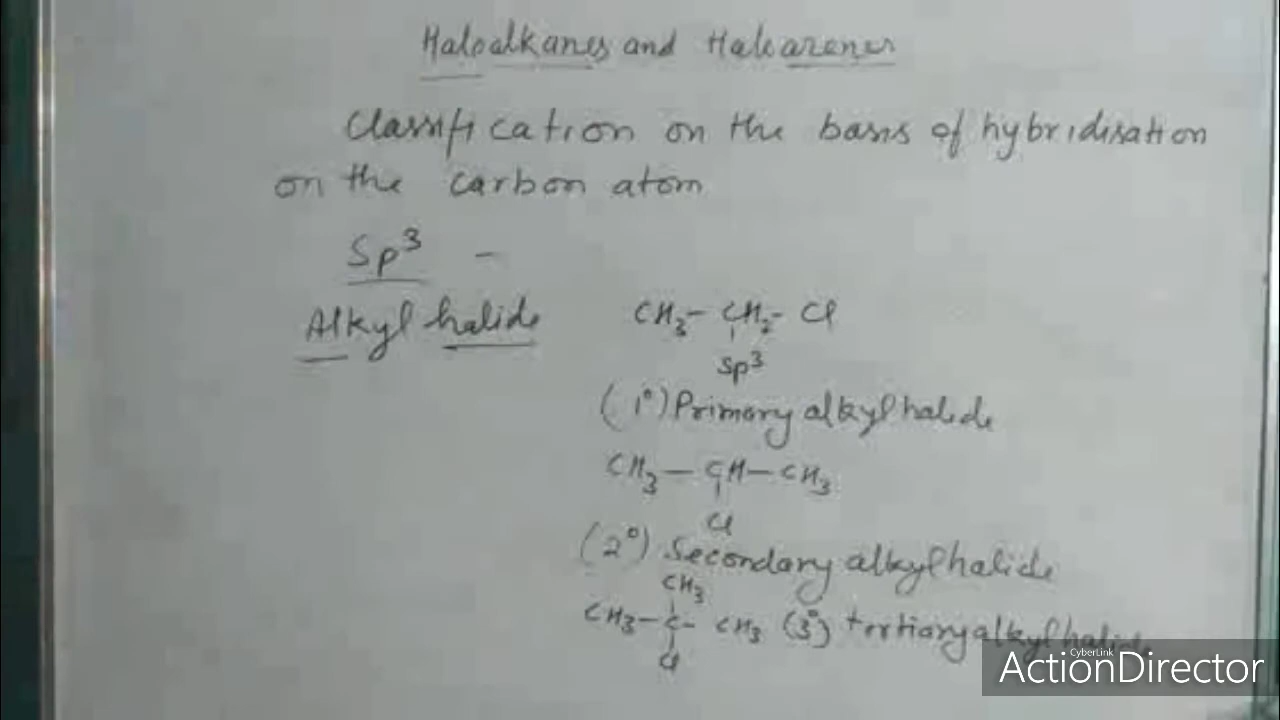 Haloalkanes and Haloarenes
Classification on the basis of hybridisation
on the carbon atom
Sp³ -
Alkyl halide
CH₃- CH₂- Cl
Sp³
(1°) Primary alkyl halide
CH₃ — CH — CH₃
Cl
(2°) Secondary alkyl halide
CH₃
CH₃ — C - CH₃ (3°) tertiary alkyl halide
Cl
CyberLink
ActionDirector